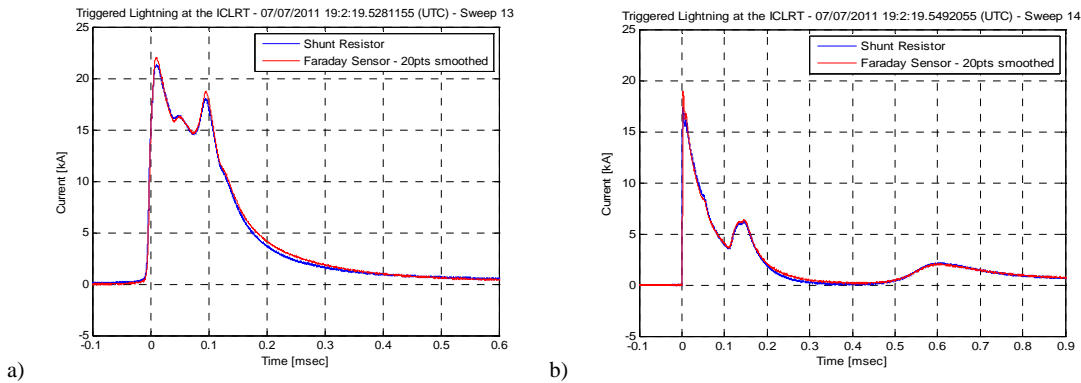 Triggered Lightning at the ICLRT - 07/07/2011 19:2:19.5281155 (UTC) - Sweep 13
25
20
15
10
5
0
-5
Current [kA]
Shunt Resistor
Faraday Sensor - 20pts smoothed
-0.1 0 0.1 0.2 0.3 0.4 0.5 0.6
Time [msec]
a)
Triggered Lightning at the ICLRT - 07/07/2011 19:2:19.5492055 (UTC) - Sweep 14
25
20
15
10
5
0
-5
Current [kA]
Shunt Resistor
Faraday Sensor - 20pts smoothed
-0.1 0 0.1 0.2 0.3 0.4 0.5 0.6 0.7 0.8 0.9
Time [msec]
b)